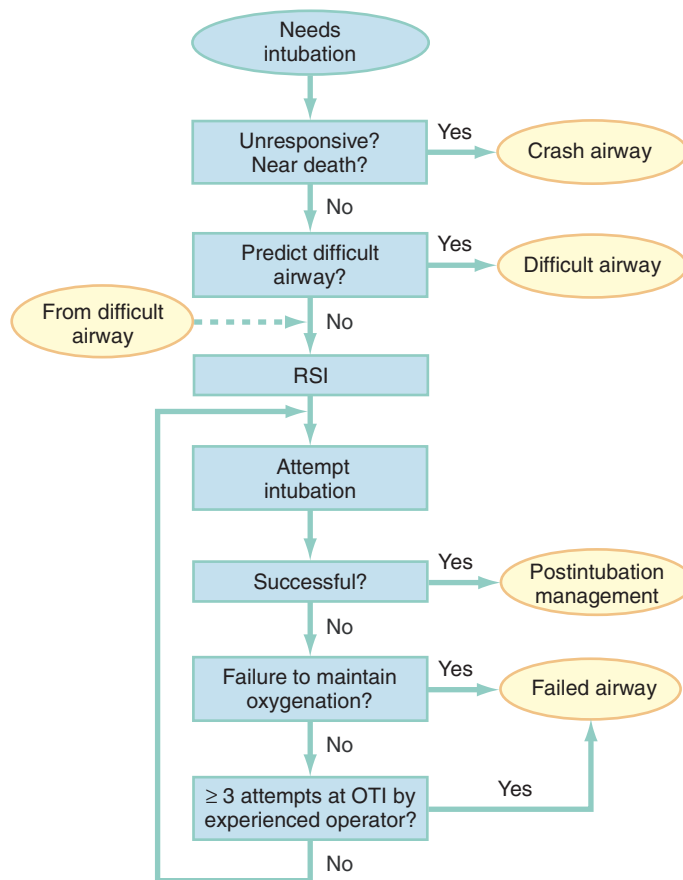 Needs
intubation
Unresponsive?
Near death?
Yes
Crash airway
No
Predict difficult
airway?
Yes
Difficult airway
From difficult
airway
No
RSI
Attempt
intubation
Successful?
Yes
Postintubation
management
No
Failure to maintain
oxygenation?
Yes
Failed airway
No
≥ 3 attempts at OTI by
experienced operator?
Yes
No